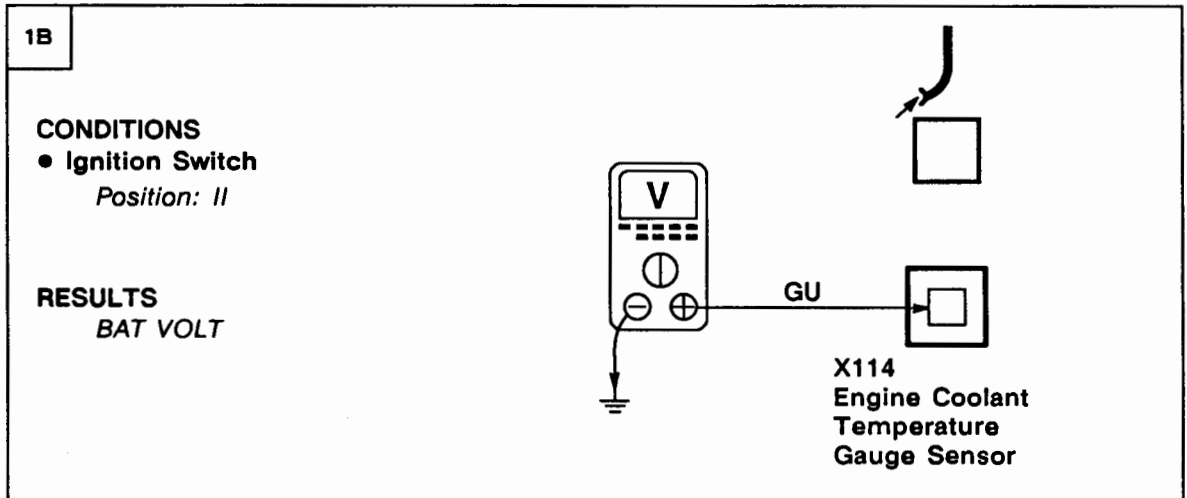 1B
CONDITIONS
● Ignition Switch
Position: II
RESULTS
BAT VOLT
V
GU
X114
Engine Coolant
Temperature
Gauge Sensor